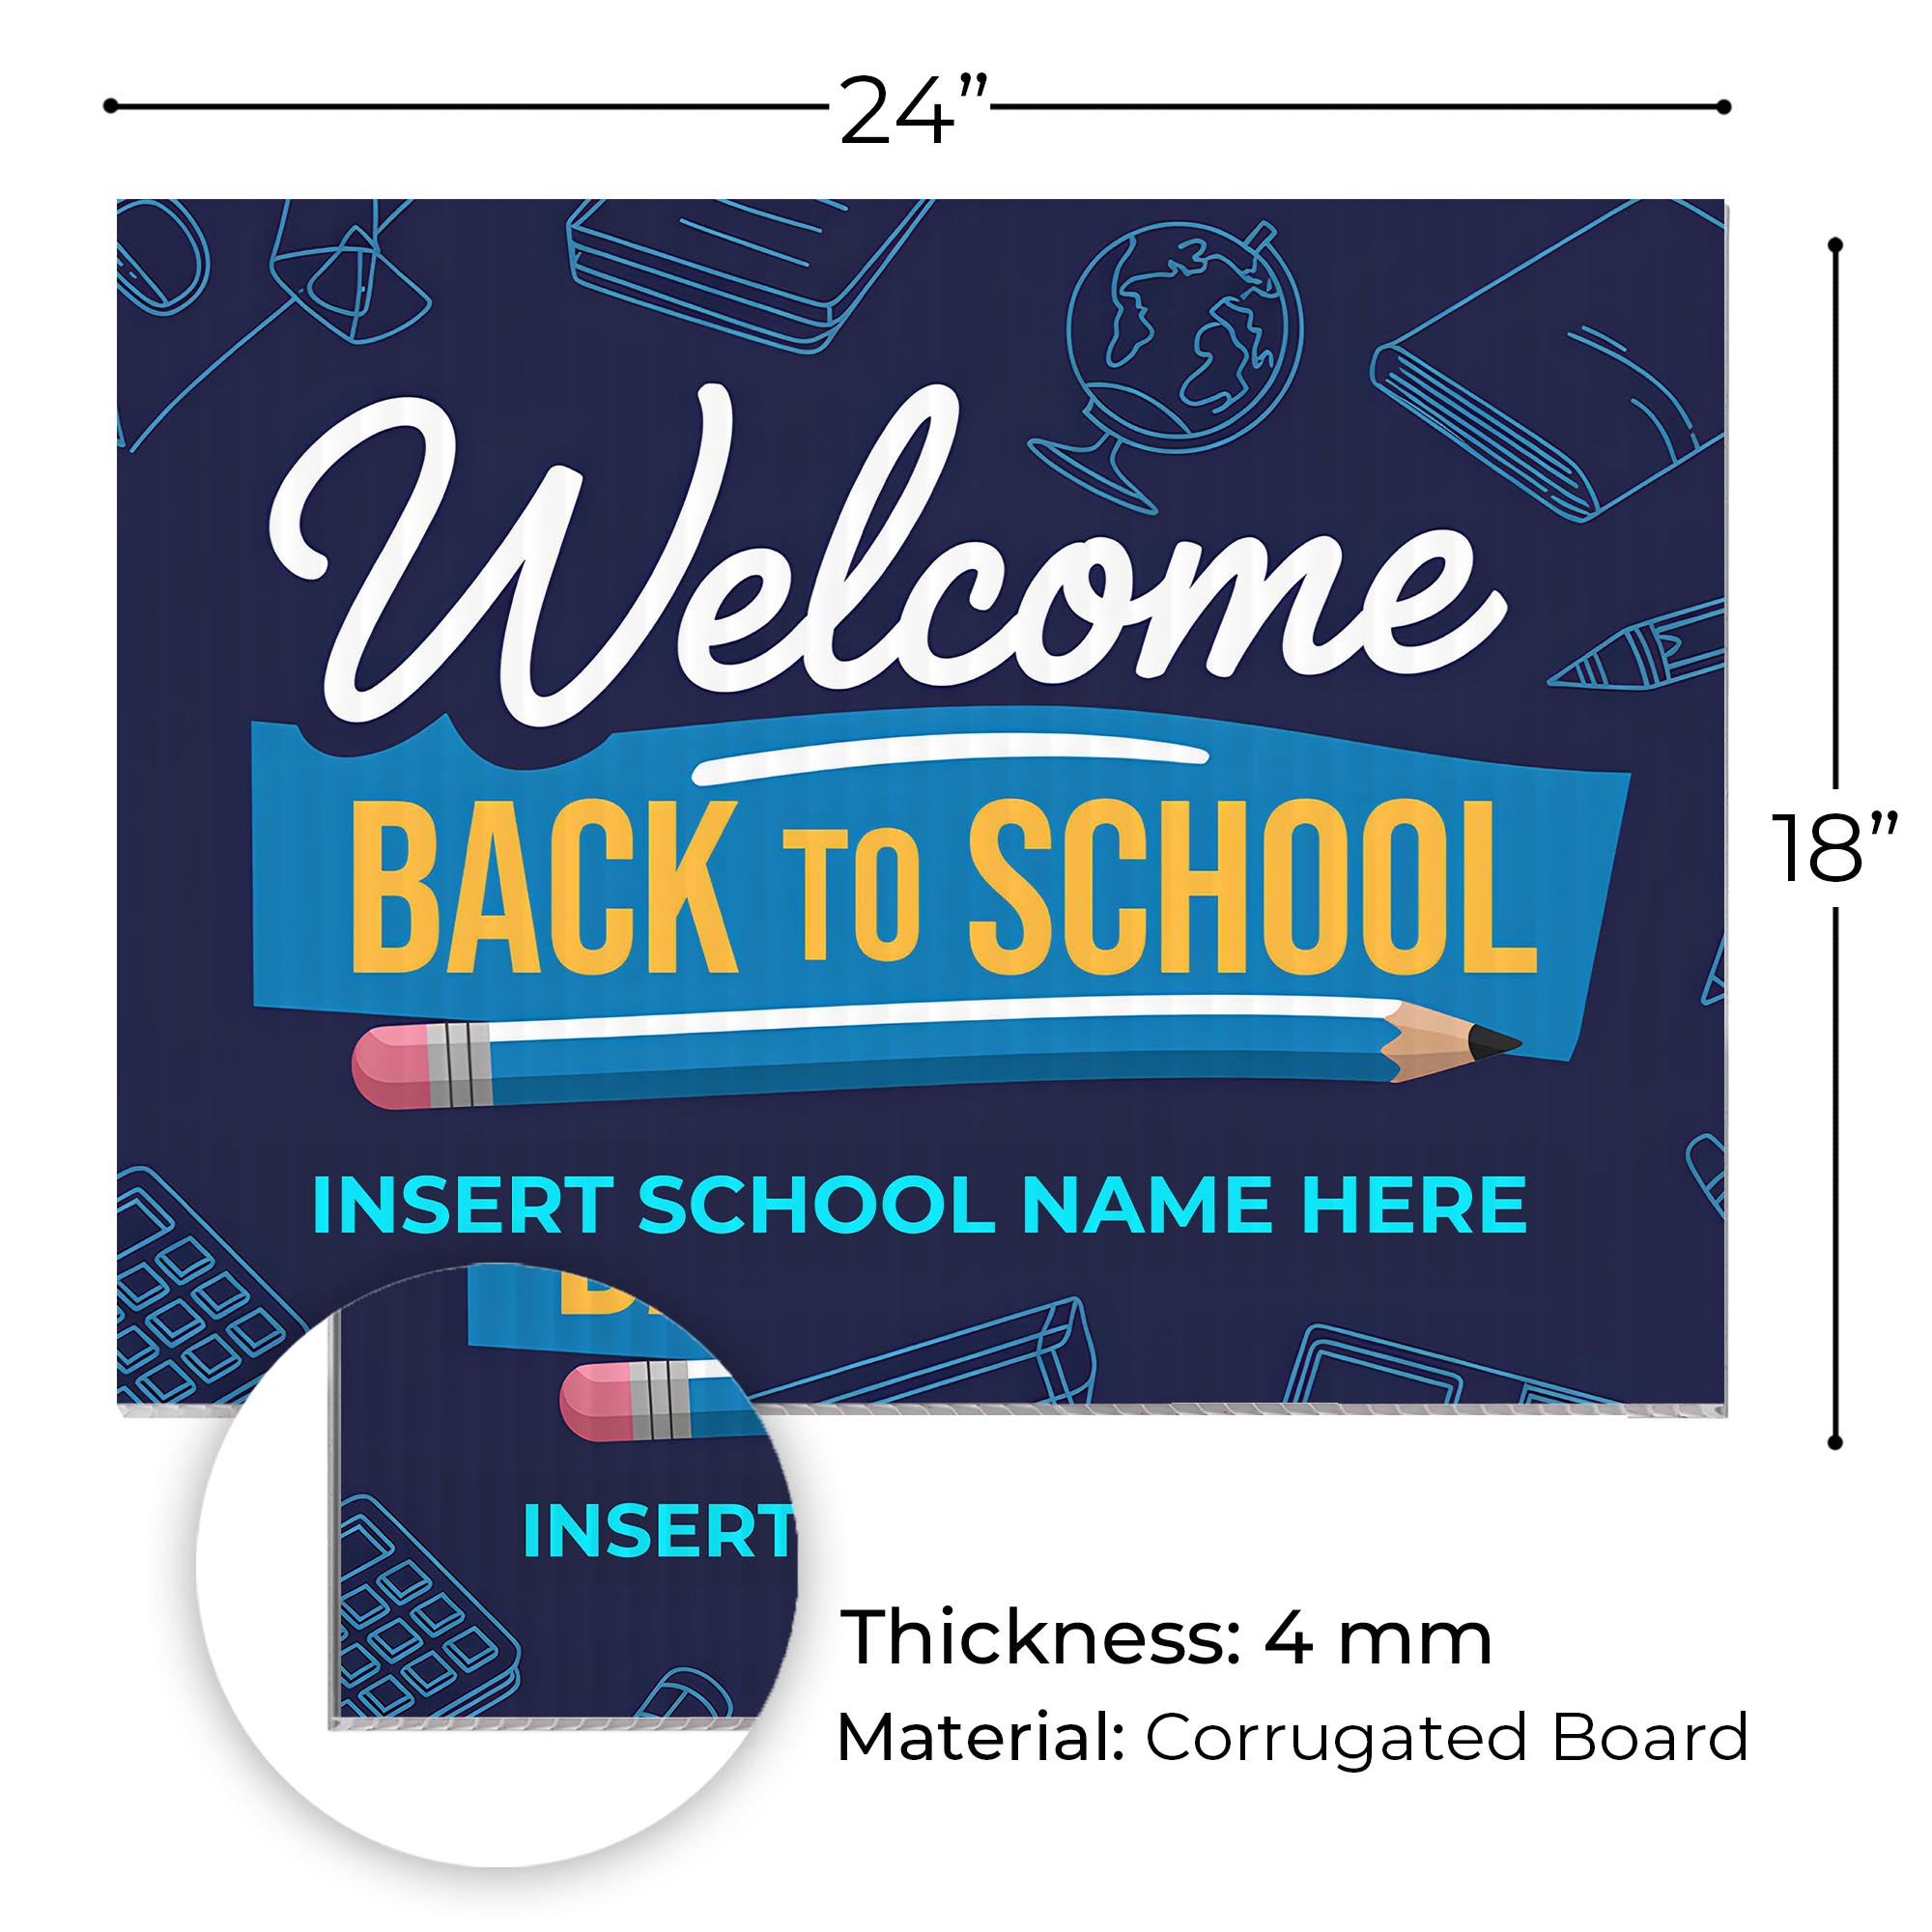 24”
Welcome
BACK TO SCHOOL
18”
INSERT SCHOOL NAME HERE
INSERT
Thickness: 4 mm
Material: Corrugated Board